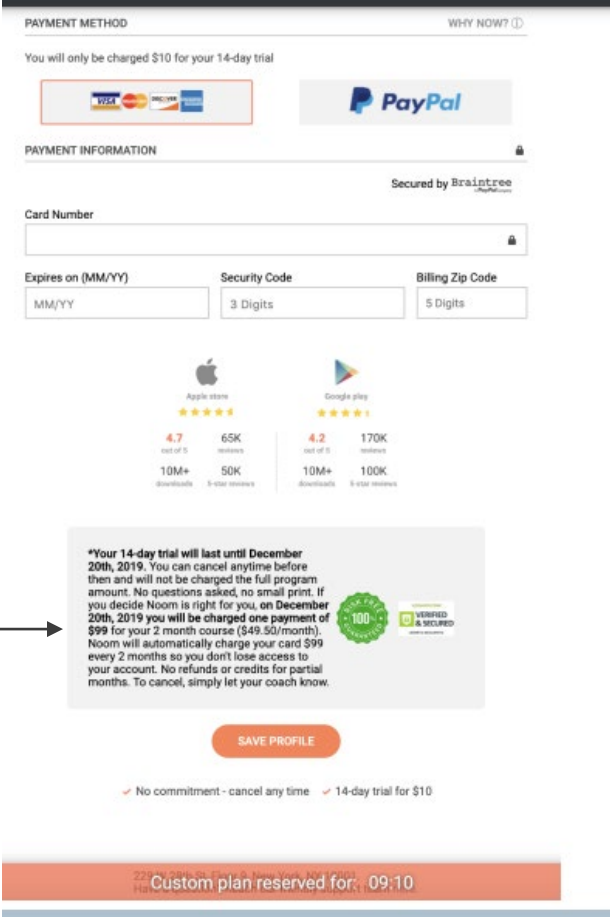 PAYMENT METHOD
WHY NOW?
You will only be charged $10 for your 14-day trial
VISA
DISCOVER
PayPal
PAYMENT INFORMATION
Secured by Braintree
Card Number
Expires on (MM/YY)
Security Code
Billing Zip Code
MM/YY
3 Digits
5 Digits
Apple store
Google play
4.7
65K
4.2
170K
out of 5
reviews
out of 5
reviews
10M+
50K
10M+
100K
downloads
5-star reviews
downloads
5-star reviews
*Your 14-day trial will last until December
20th, 2019. You can cancel anytime before
then and will not be charged the full program
amount. No questions asked, no small print. If
you decide Noom is right for you, on December
20th, 2019 you will be charged one payment of
$99 for your 2 month course ($49.50/month).
Noom will automatically charge your card $99
every 2 months so you don't lose access to
your account. No refunds or credits for partial
months. To cancel, simply let your coach know.
RISK FREE
100%
GUARANTEE
VERIFIED
& SECURED
SAVE PROFILE
No commitment - cancel any time
14-day trial for $10
Custom plan reserved for: 09:10